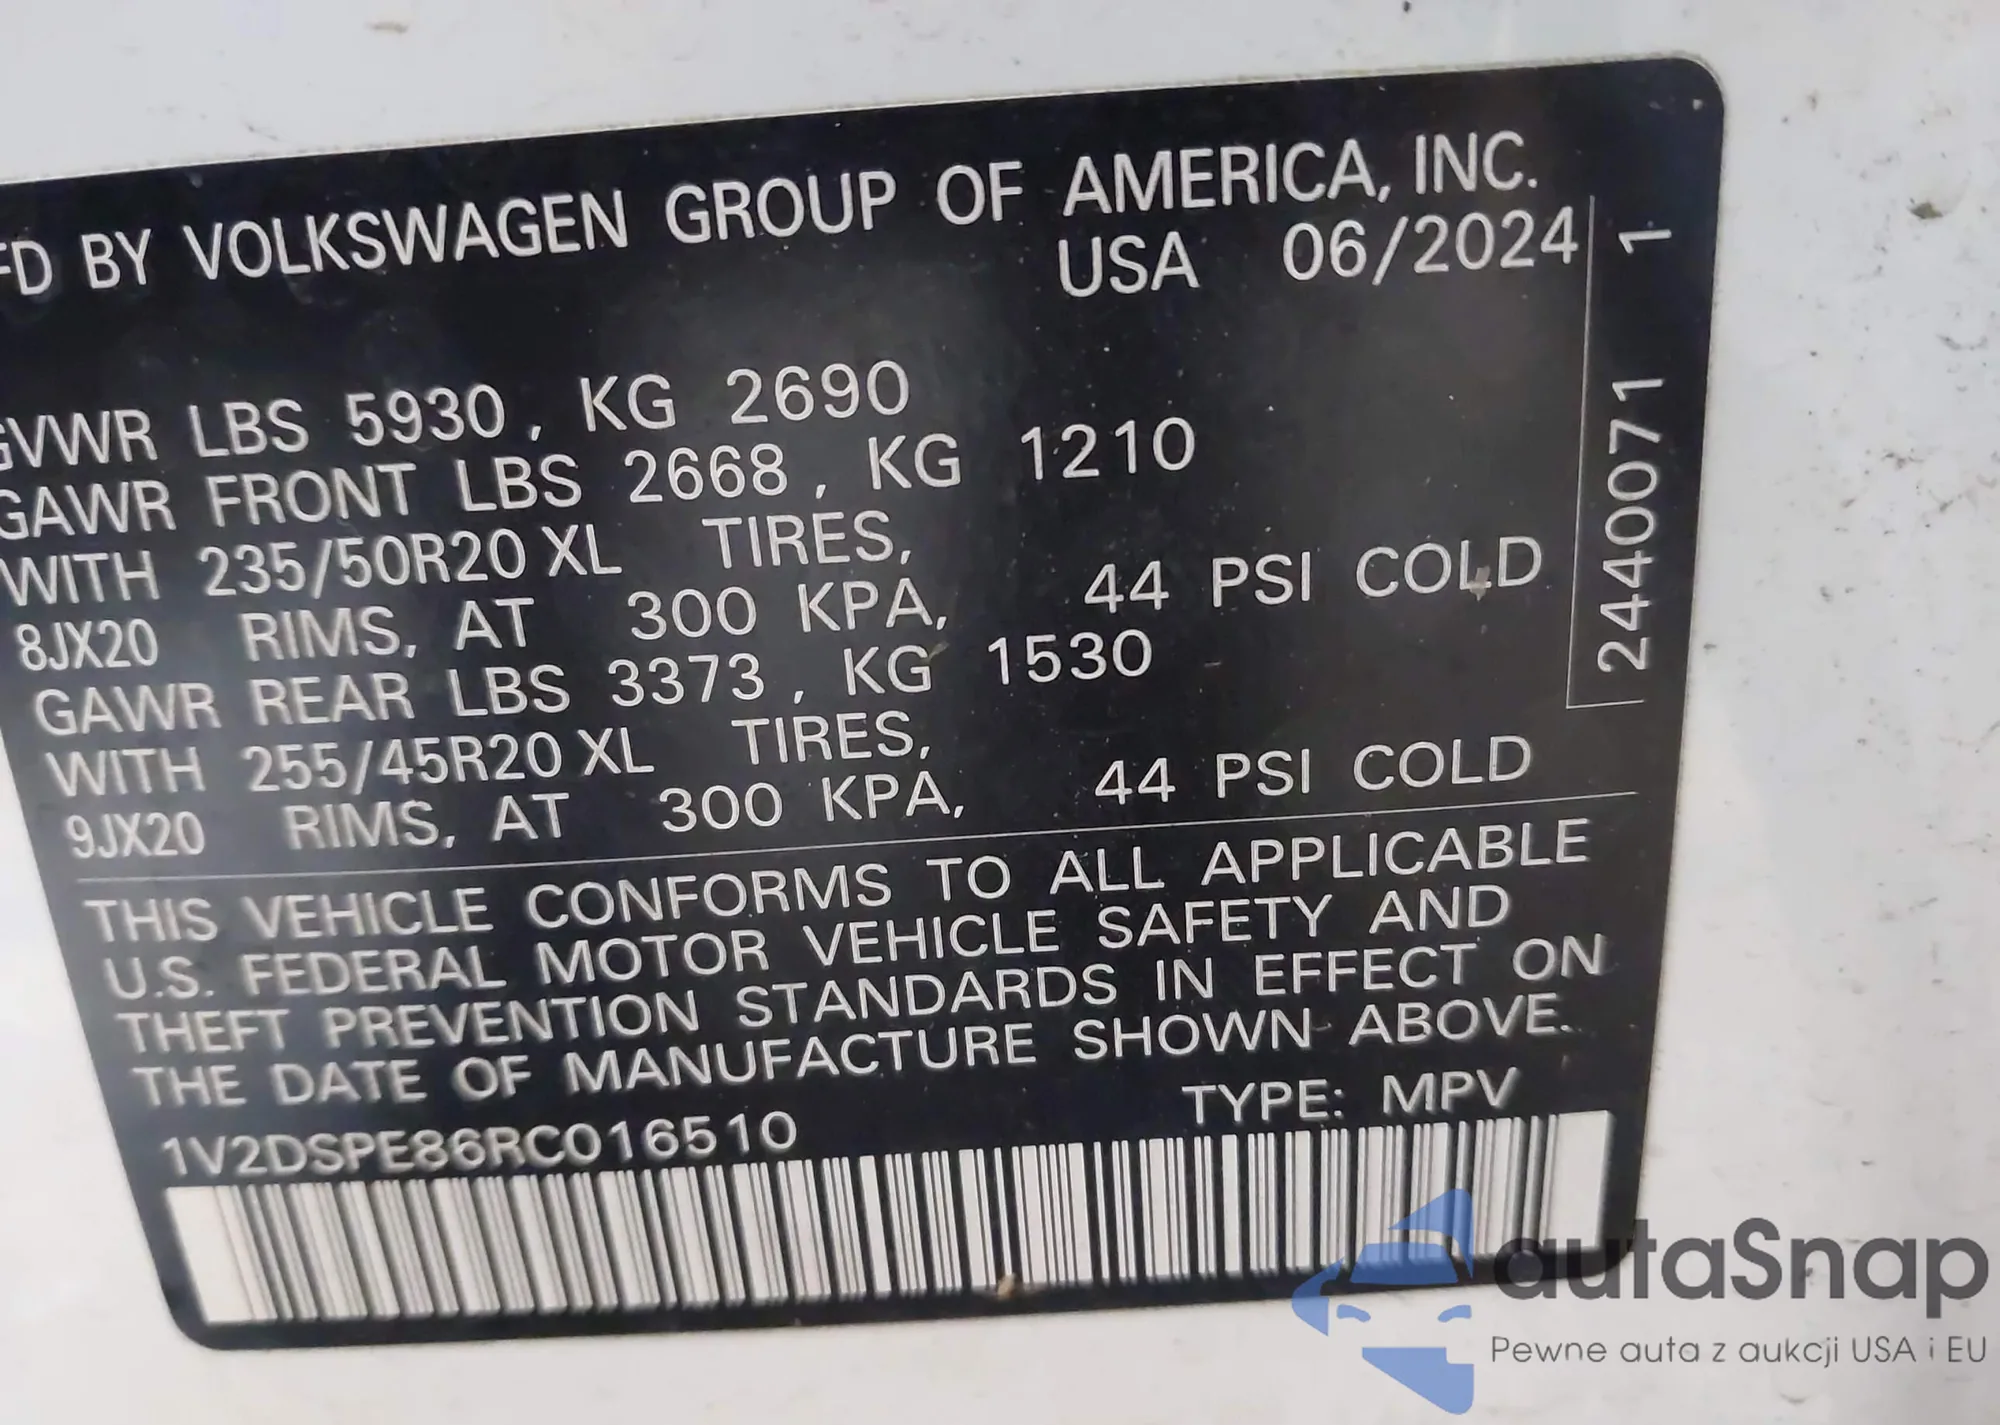 FD BY VOLKSWAGEN GROUP OF AMERICA, INC.
USA 06/2024
GVWR LBS 5930, KG 2690
GAWR FRONT LBS 2668, KG 1210
WITH 235/50R20 XL TIRES,
8JX20 RIMS, AT 300 KPA, 44 PSI COLD
GAWR REAR LBS 3373, KG 1530
WITH 255/45R20 XL TIRES,
9JX20 RIMS, AT 300 KPA, 44 PSI COLD
THIS VEHICLE CONFORMS TO ALL APPLICABLE
U.S. FEDERAL MOTOR VEHICLE SAFETY AND
THEFT PREVENTION STANDARDS IN EFFECT ON
THE DATE OF MANUFACTURE SHOWN ABOVE.
1V2DSPE86RC016510 TYPE: MPV
2440071 1
autaSnap
Pewne auta z aukcji USA i EU